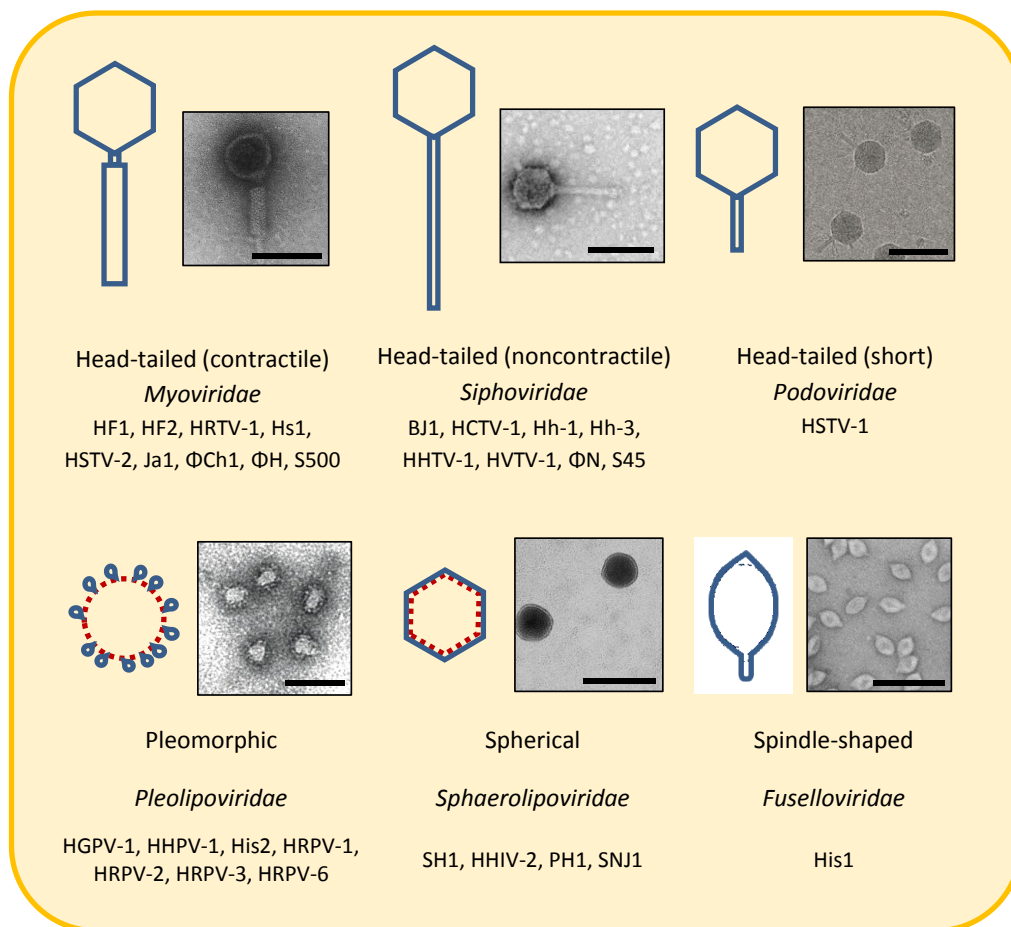 Head-tailed (contractile)
Myoviridae
HF1, HF2, HRTV-1, Hs1,
HSTV-2, Ja1, ΦCh1, ΦH, S500
Head-tailed (noncontractile)
Siphoviridae
BJ1, HCTV-1, Hh-1, Hh-3,
HHTV-1, HVTV-1, ΦN, S45
Head-tailed (short)
Podoviridae
HSTV-1
Pleomorphic
Pleolipoviridae
HGPV-1, HHPV-1, His2, HRPV-1,
HRPV-2, HRPV-3, HRPV-6
Spherical
Sphaerolipoviridae
SH1, HHIV-2, PH1, SNJ1
Spindle-shaped
Fuselloviridae
His1